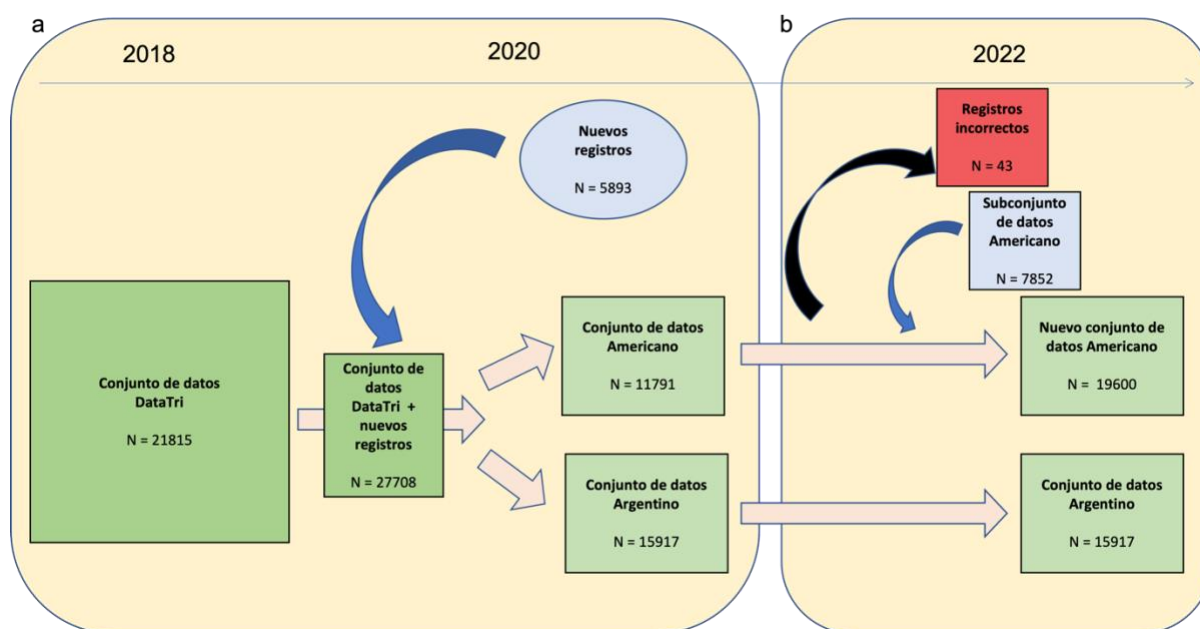 a
2018
2020
Nuevos
registros
N = 5893
Conjunto de datos
DataTri
N = 21815
Conjunto de
datos
DataTri +
nuevos
registros
N = 27708
Conjunto de datos
Americano
N = 11791
Conjunto de datos
Argentino
N = 15917
b
2022
Registros
incorrectos
N = 43
Subconjunto
de datos
Americano
N = 7852
Nuevo conjunto de
datos Americano
N = 19600
Conjunto de datos
Argentino
N = 15917